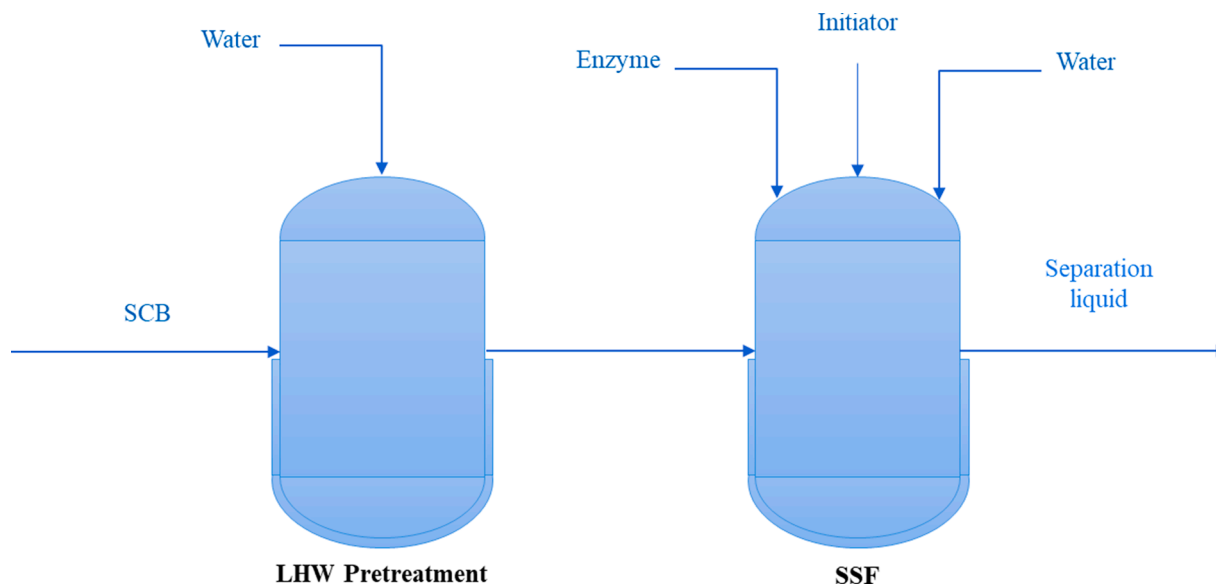 Initiator
Water
Enzyme
Water
Separation
liquid
SCB
LHW Pretreatment
SSF